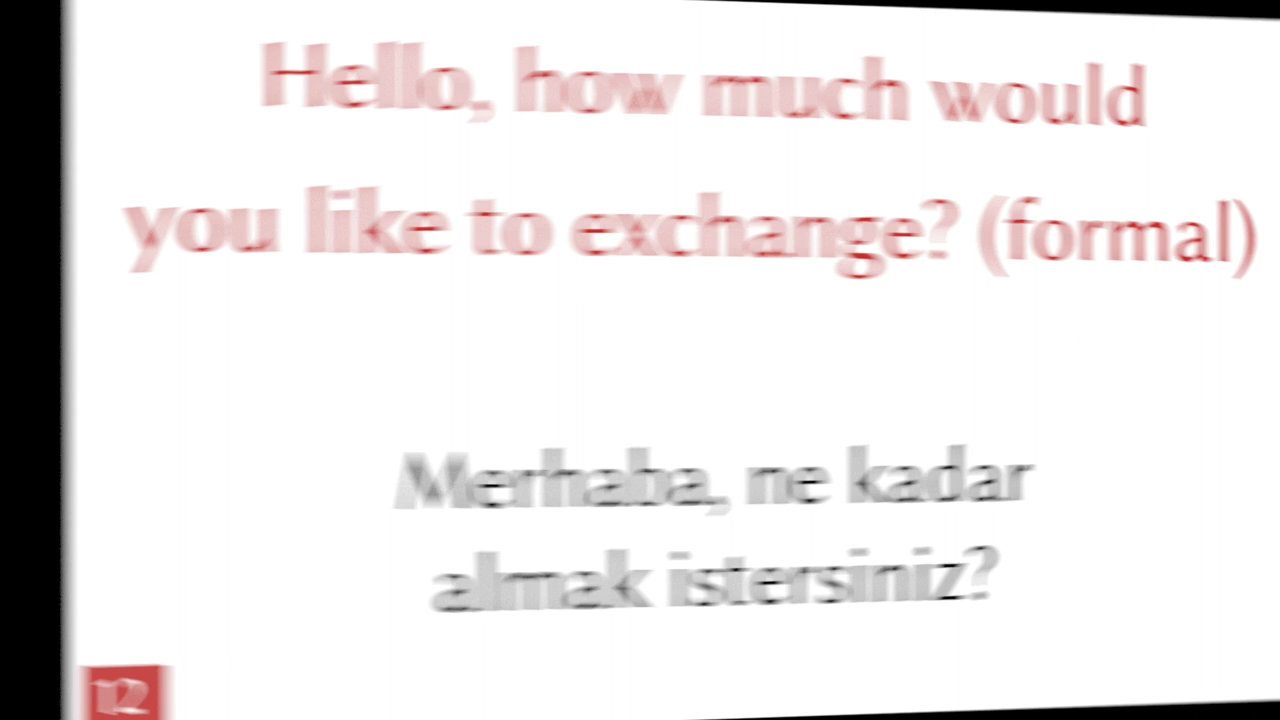 Hello, how much would
you like to exchange? (formal)
Merhaba, ne kadar
almak istersiniz?
12